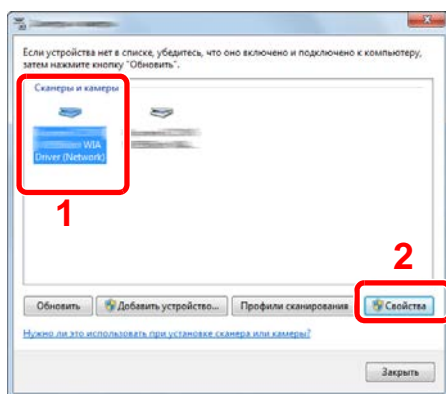 Если устройства нет в списке, убедитесь, что оно включено и подключено к компьютеру,
затем нажмите кнопку "Обновить".
Сканеры и камеры
WIA
Driver (Network)
1
2
Обновить Добавить устройство... Профили сканирования Свойства
Нужно ли это использовать при установке сканера или камеры?
Закрыть